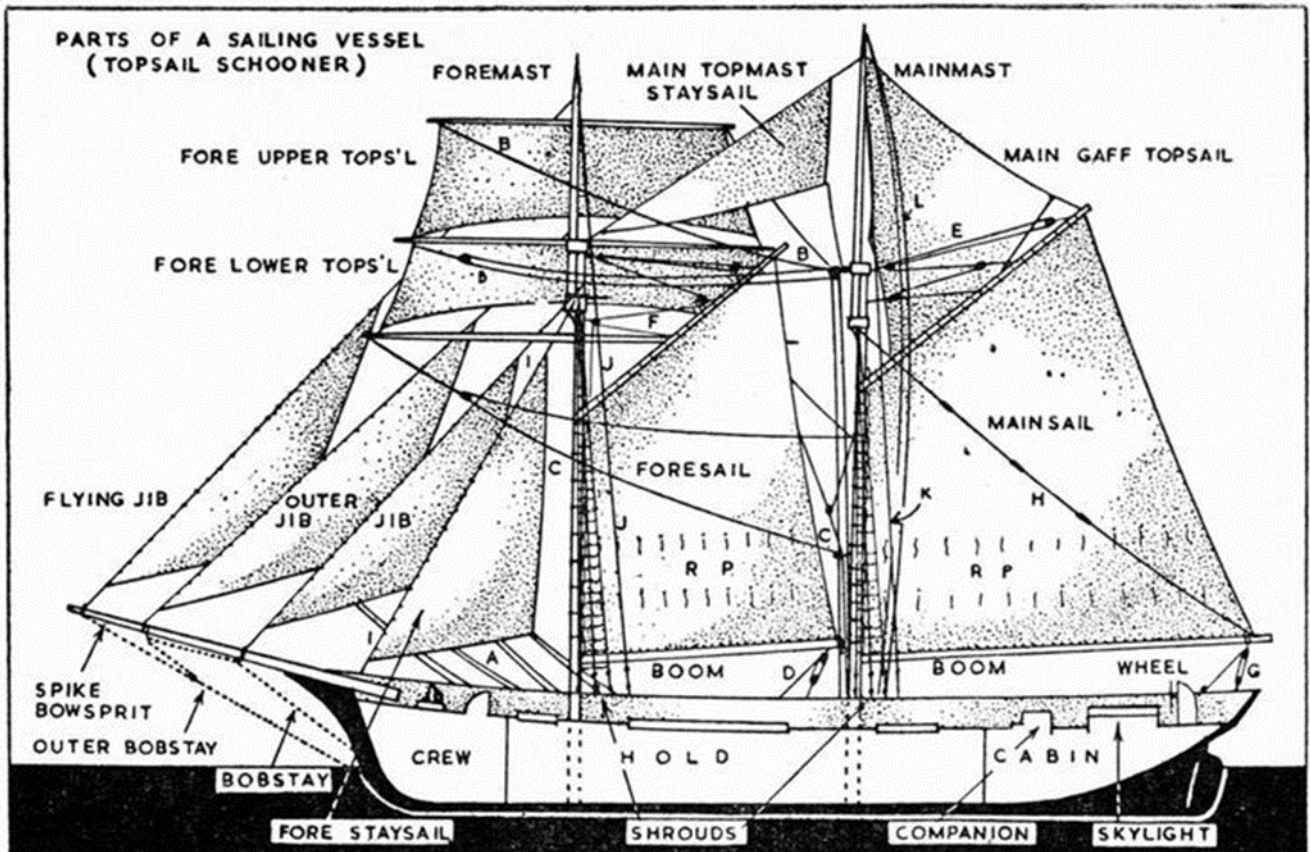 PARTS OF A SAILING VESSEL
(TOPSAIL SCHOONER)
FOREMAST
MAIN TOPMAST
STAYSAIL
MAINMAST
FORE UPPER TOPS'L
B
MAIN GAFF TOPSAIL
L
E
FORE LOWER TOPS'L
B
B
F
I
J
MAINSAIL
C
FORESAIL
FLYING JIB
OUTER
JIB
JIB
K
H
J
C
R P
R P
I
A
BOOM
D
BOOM
WHEEL
G
SPIKE
BOWSPRIT
OUTER BOBSTAY
BOBSTAY
CREW
HOLD
CABIN
FORE STAYSAIL
SHROUDS
COMPANION
SKYLIGHT